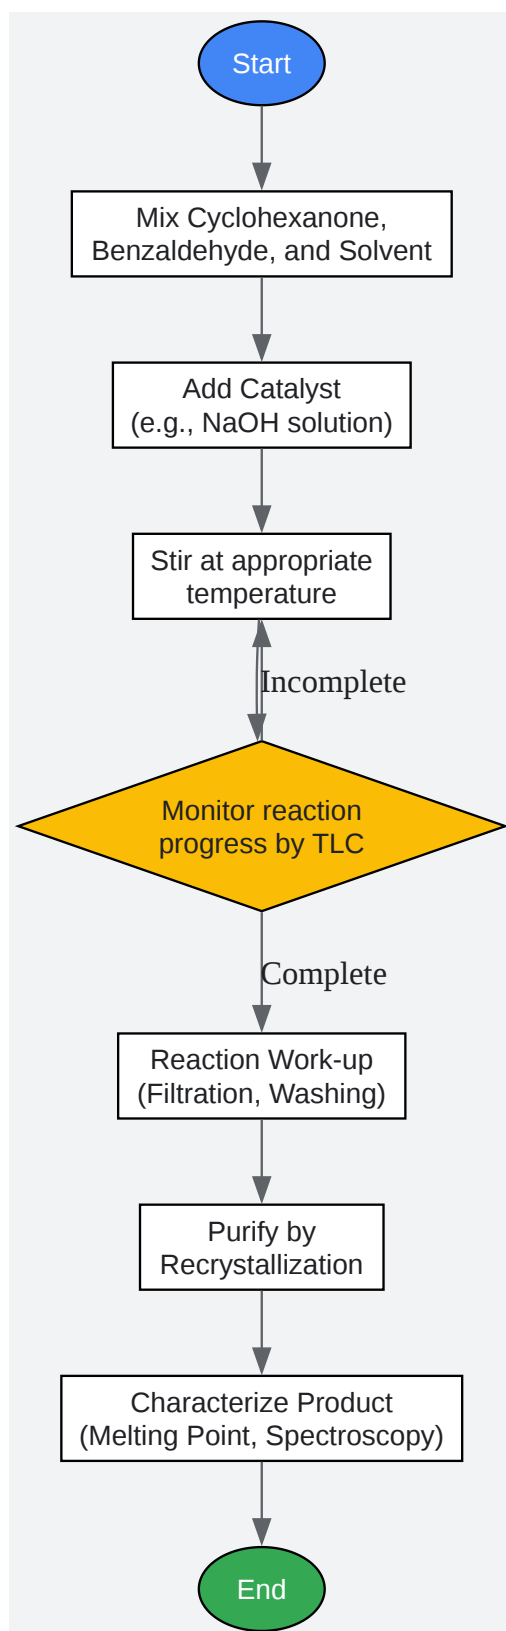 Start
Mix Cyclohexanone,
Benzaldehyde, and Solvent
Add Catalyst
(e.g., NaOH solution)
Stir at appropriate
temperature
Incomplete
Monitor reaction
progress by TLC
Complete
Reaction Work-up
(Filtration, Washing)
Purify by
Recrystallization
Characterize Product
(Melting Point, Spectroscopy)
End